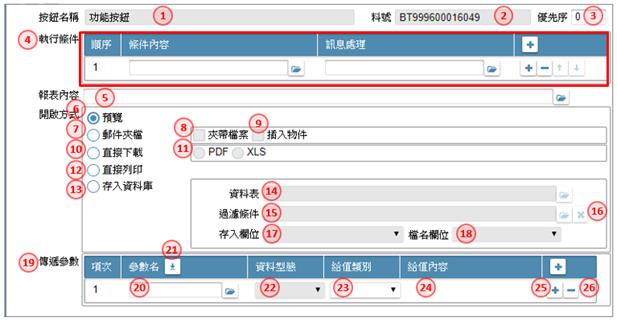 按鈕名稱 功能按鈕 1 料號 BT999600016049 2 優先序 0 3
4 執行條件 順序 條件內容 訊息處理 +
1 + − ↑ ↓
報表內容 5
6 開啟方式 預覽
7 郵件夾檔 8 夾帶檔案 9 插入物件
10 直接下載 11 PDF XLS
12 直接列印
13 存入資料庫
資料表 14
過濾條件 15 × 16
存入欄位 17 檔名欄位 18
19 傳遞參數 項次 參數名 21 資料型態 給值類別 給值內容 +
1 20 22 23 24 25 + − 26